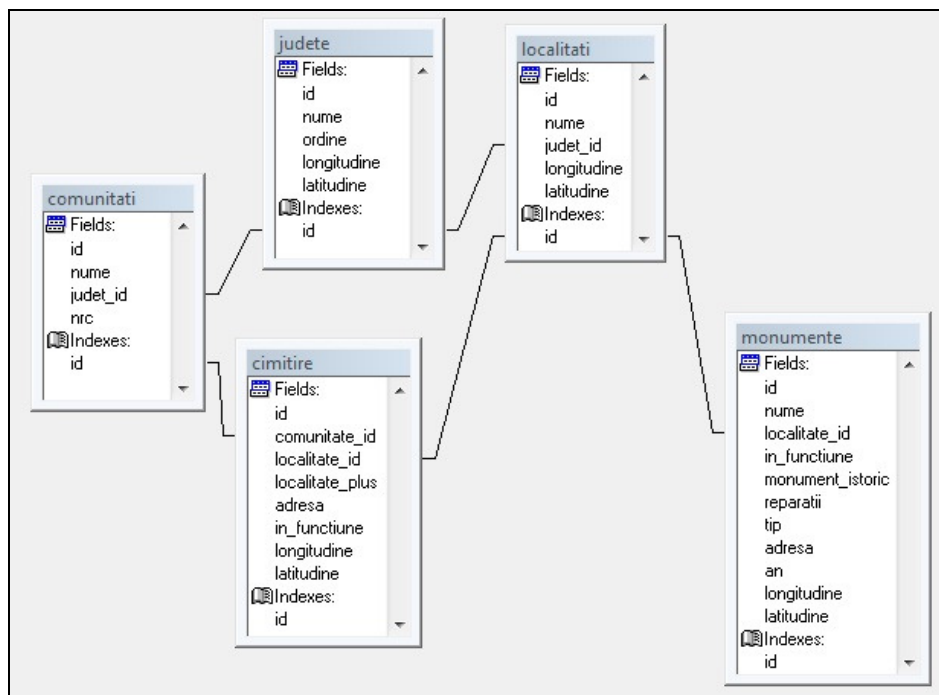 judete
Fields:
id
nume
ordine
longitudine
latitudine
Indexes:
id
localitati
Fields:
id
nume
judet_id
longitudine
latitudine
Indexes:
id
comunitati
Fields:
id
nume
judet_id
nrc
Indexes:
id
cimitire
Fields:
id
comunitate_id
localitate_id
localitate_plus
adresa
in_functiune
longitudine
latitudine
Indexes:
id
monumente
Fields:
id
nume
localitate_id
in_functiune
monument_istoric
reparatii
tip
adresa
an
longitudine
latitudine
Indexes:
id